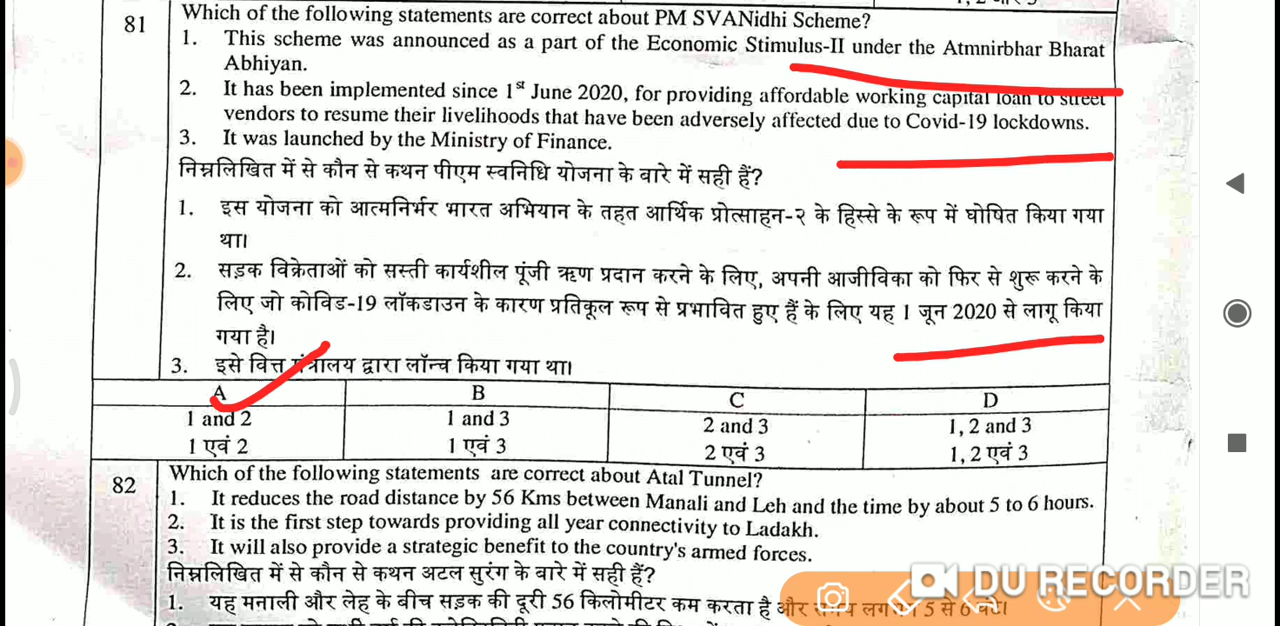 81
Which of the following statements are correct about PM SVANidhi Scheme?
1. This scheme was announced as a part of the Economic Stimulus-II under the Atmnirbhar Bharat
Abhiyan.
2. It has been implemented since 1st June 2020, for providing affordable working capital loan to street
vendors to resume their livelihoods that have been adversely affected due to Covid-19 lockdowns.
3. It was launched by the Ministry of Finance.
निम्नलिखित में से कौन से कथन पीएम स्वनिधि योजना के बारे में सही हैं?
1. इस योजना को आत्मनिर्भर भारत अभियान के तहत आर्थिक प्रोत्साहन-२ के हिस्से के रूप में घोषित किया गया
था।
2. सड़क विक्रेताओं को सस्ती कार्यशील पूंजी ऋण प्रदान करने के लिए, अपनी आजीविका को फिर से शुरू करने के
लिए जो कोविड-19 लॉकडाउन के कारण प्रतिकूल रूप से प्रभावित हुए हैं के लिए यह 1 जून 2020 से लागू किया
गया है।
3. इसे वित्त मंत्रालय द्वारा लॉन्च किया गया था।
A B C D
1 and 2 1 and 3 2 and 3 1, 2 and 3
1 एवं 2 1 एवं 3 2 एवं 3 1, 2 एवं 3
82
Which of the following statements are correct about Atal Tunnel?
1. It reduces the road distance by 56 Kms between Manali and Leh and the time by about 5 to 6 hours.
2. It is the first step towards providing all year connectivity to Ladakh.
3. It will also provide a strategic benefit to the country's armed forces.
निम्नलिखित में से कौन से कथन अटल सुरंग के बारे में सही हैं?
1. यह मनाली और लेह के बीच सड़क की दूरी 56 किलोमीटर कम करता है और 5 से 6
DU RECORDER